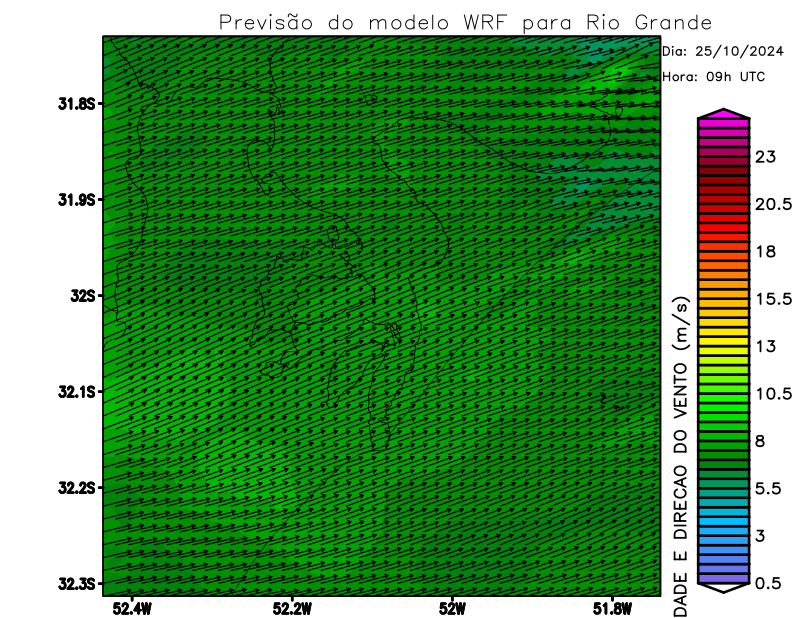 Previsão do modelo WRF para Rio Grande
Dia: 25/10/2024
Hora: 09h UTC
31.8S
31.9S
32S
32.1S
32.2S
32.3S
52.4W
52.2W
52W
51.8W
23
20.5
18
15.5
13
10.5
8
5.5
3
0.5
DADE E DIRECAO DO VENTO (m/s)